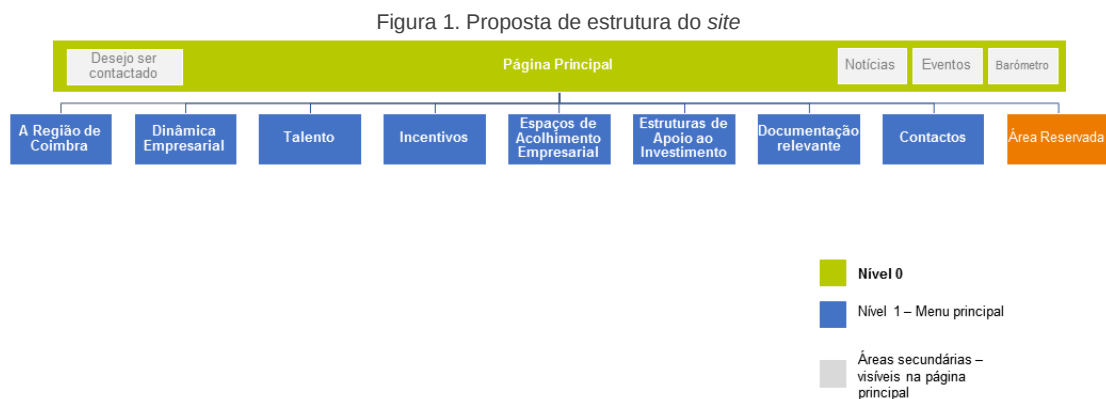 Figura 1. Proposta de estrutura do site
Desejo ser
contactado
Página Principal
Notícias
Eventos
Barómetro
A Região de
Coimbra
Dinâmica
Empresarial
Talento
Incentivos
Espaços de
Acolhimento
Empresarial
Estruturas de
Apoio ao
Investimento
Documentação
relevante
Contactos
Área Reservada
Nível 0
Nível 1 – Menu principal
Áreas secundárias –
visíveis na página
principal